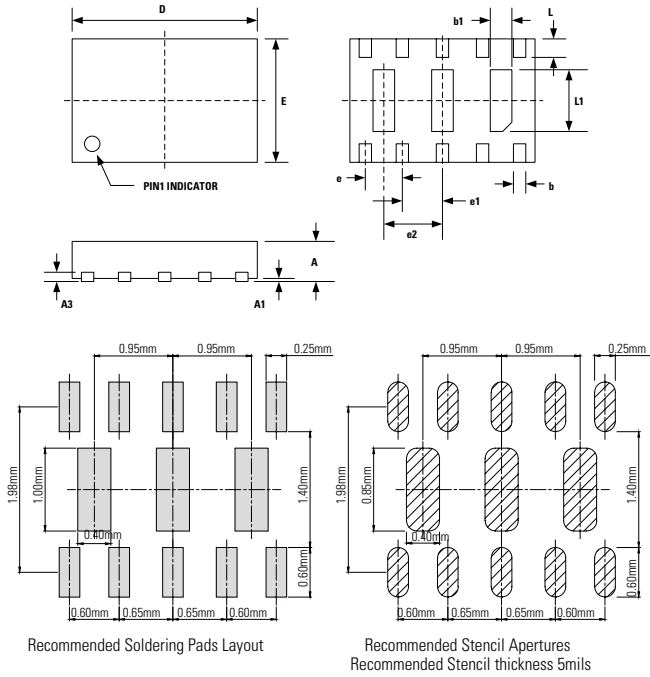 D
E
PIN1 INDICATOR
b1
L
L1
e
b
e1
e2
A
A3
A1
0.95mm
0.95mm
0.25mm
1.98mm
1.00mm
0.40mm
1.40mm
0.60mm
0.60mm
0.65mm
0.65mm
0.60mm
Recommended Soldering Pads Layout
0.95mm
0.95mm
0.25mm
1.98mm
0.85mm
0.40mm
1.40mm
0.60mm
0.60mm
0.65mm
0.65mm
0.60mm
Recommended Stencil Apertures
Recommended Stencil thickness 5mils